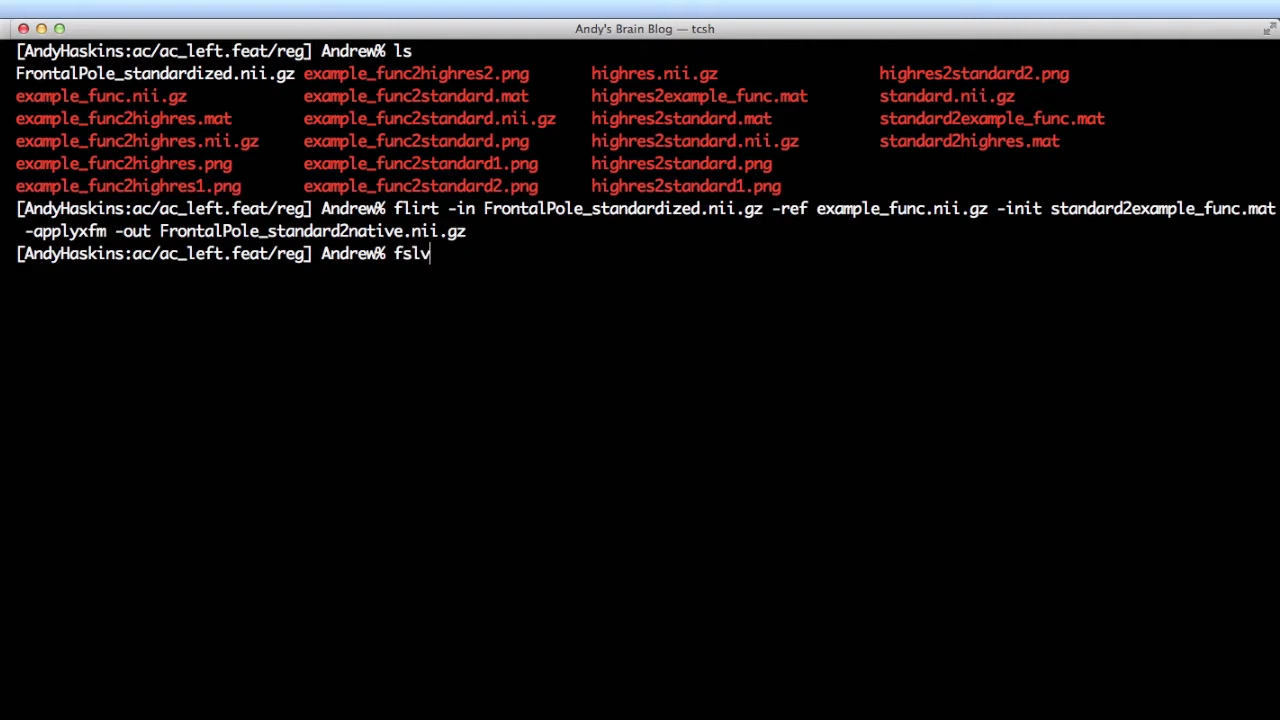 Andy's Brain Blog — tcsh
[AndyHaskins:ac/ac_left.feat/reg] Andrew% ls
FrontalPole_standardized.nii.gz example_func2highres2.png highres.nii.gz highres2standard2.png
example_func.nii.gz example_func2standard.mat highres2example_func.mat standard.nii.gz
example_func2highres.mat example_func2standard.nii.gz highres2standard.mat standard2example_func.mat
example_func2highres.nii.gz example_func2standard.png highres2standard.nii.gz standard2highres.mat
example_func2highres.png example_func2standard1.png highres2standard.png
example_func2highres1.png example_func2standard2.png highres2standard1.png
[AndyHaskins:ac/ac_left.feat/reg] Andrew% flirt -in FrontalPole_standardized.nii.gz -ref example_func.nii.gz -init standard2example_func.mat
-applyxfm -out FrontalPole_standard2native.nii.gz
[AndyHaskins:ac/ac_left.feat/reg] Andrew% fslv